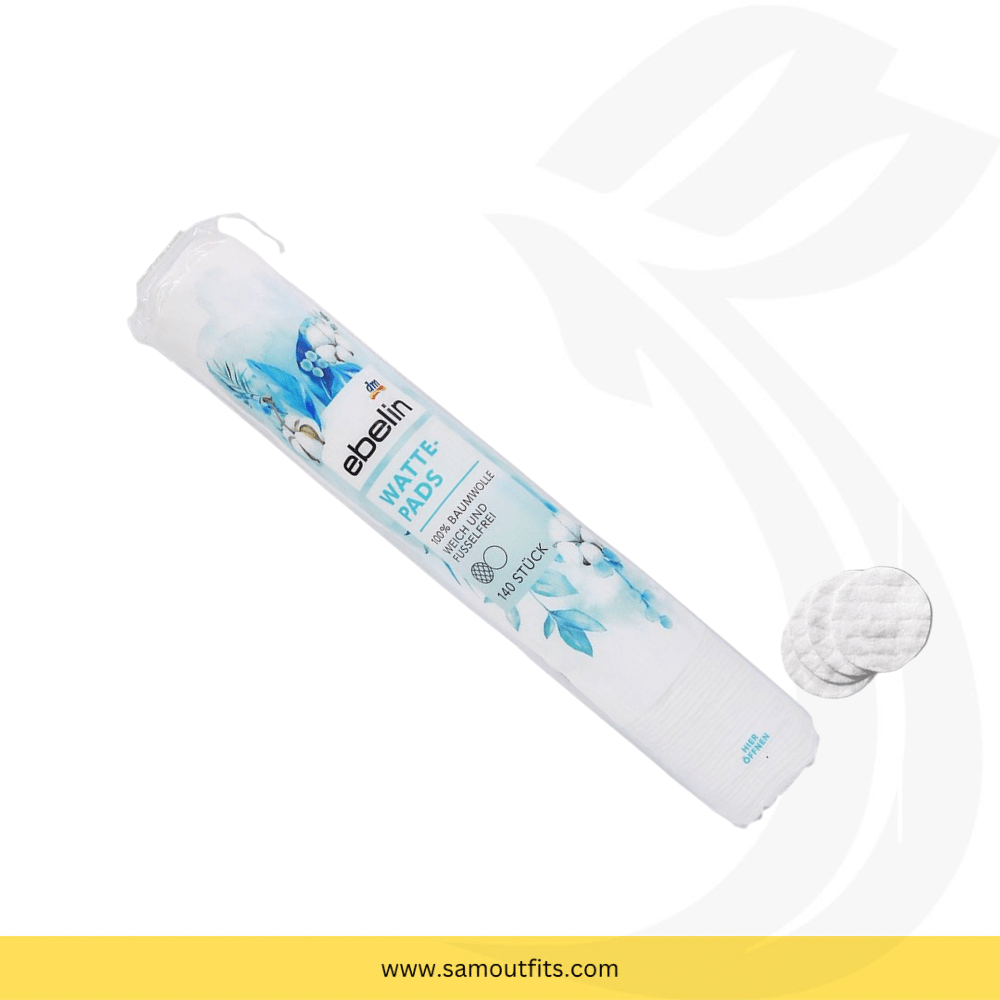 dm
ebelin
WATTE-
PADS
100% BAUMWOLLE
WEICH UND
FUSSELFREI
140 STÜCK
HIER
ÖFFNEN
www.samoutfits.com